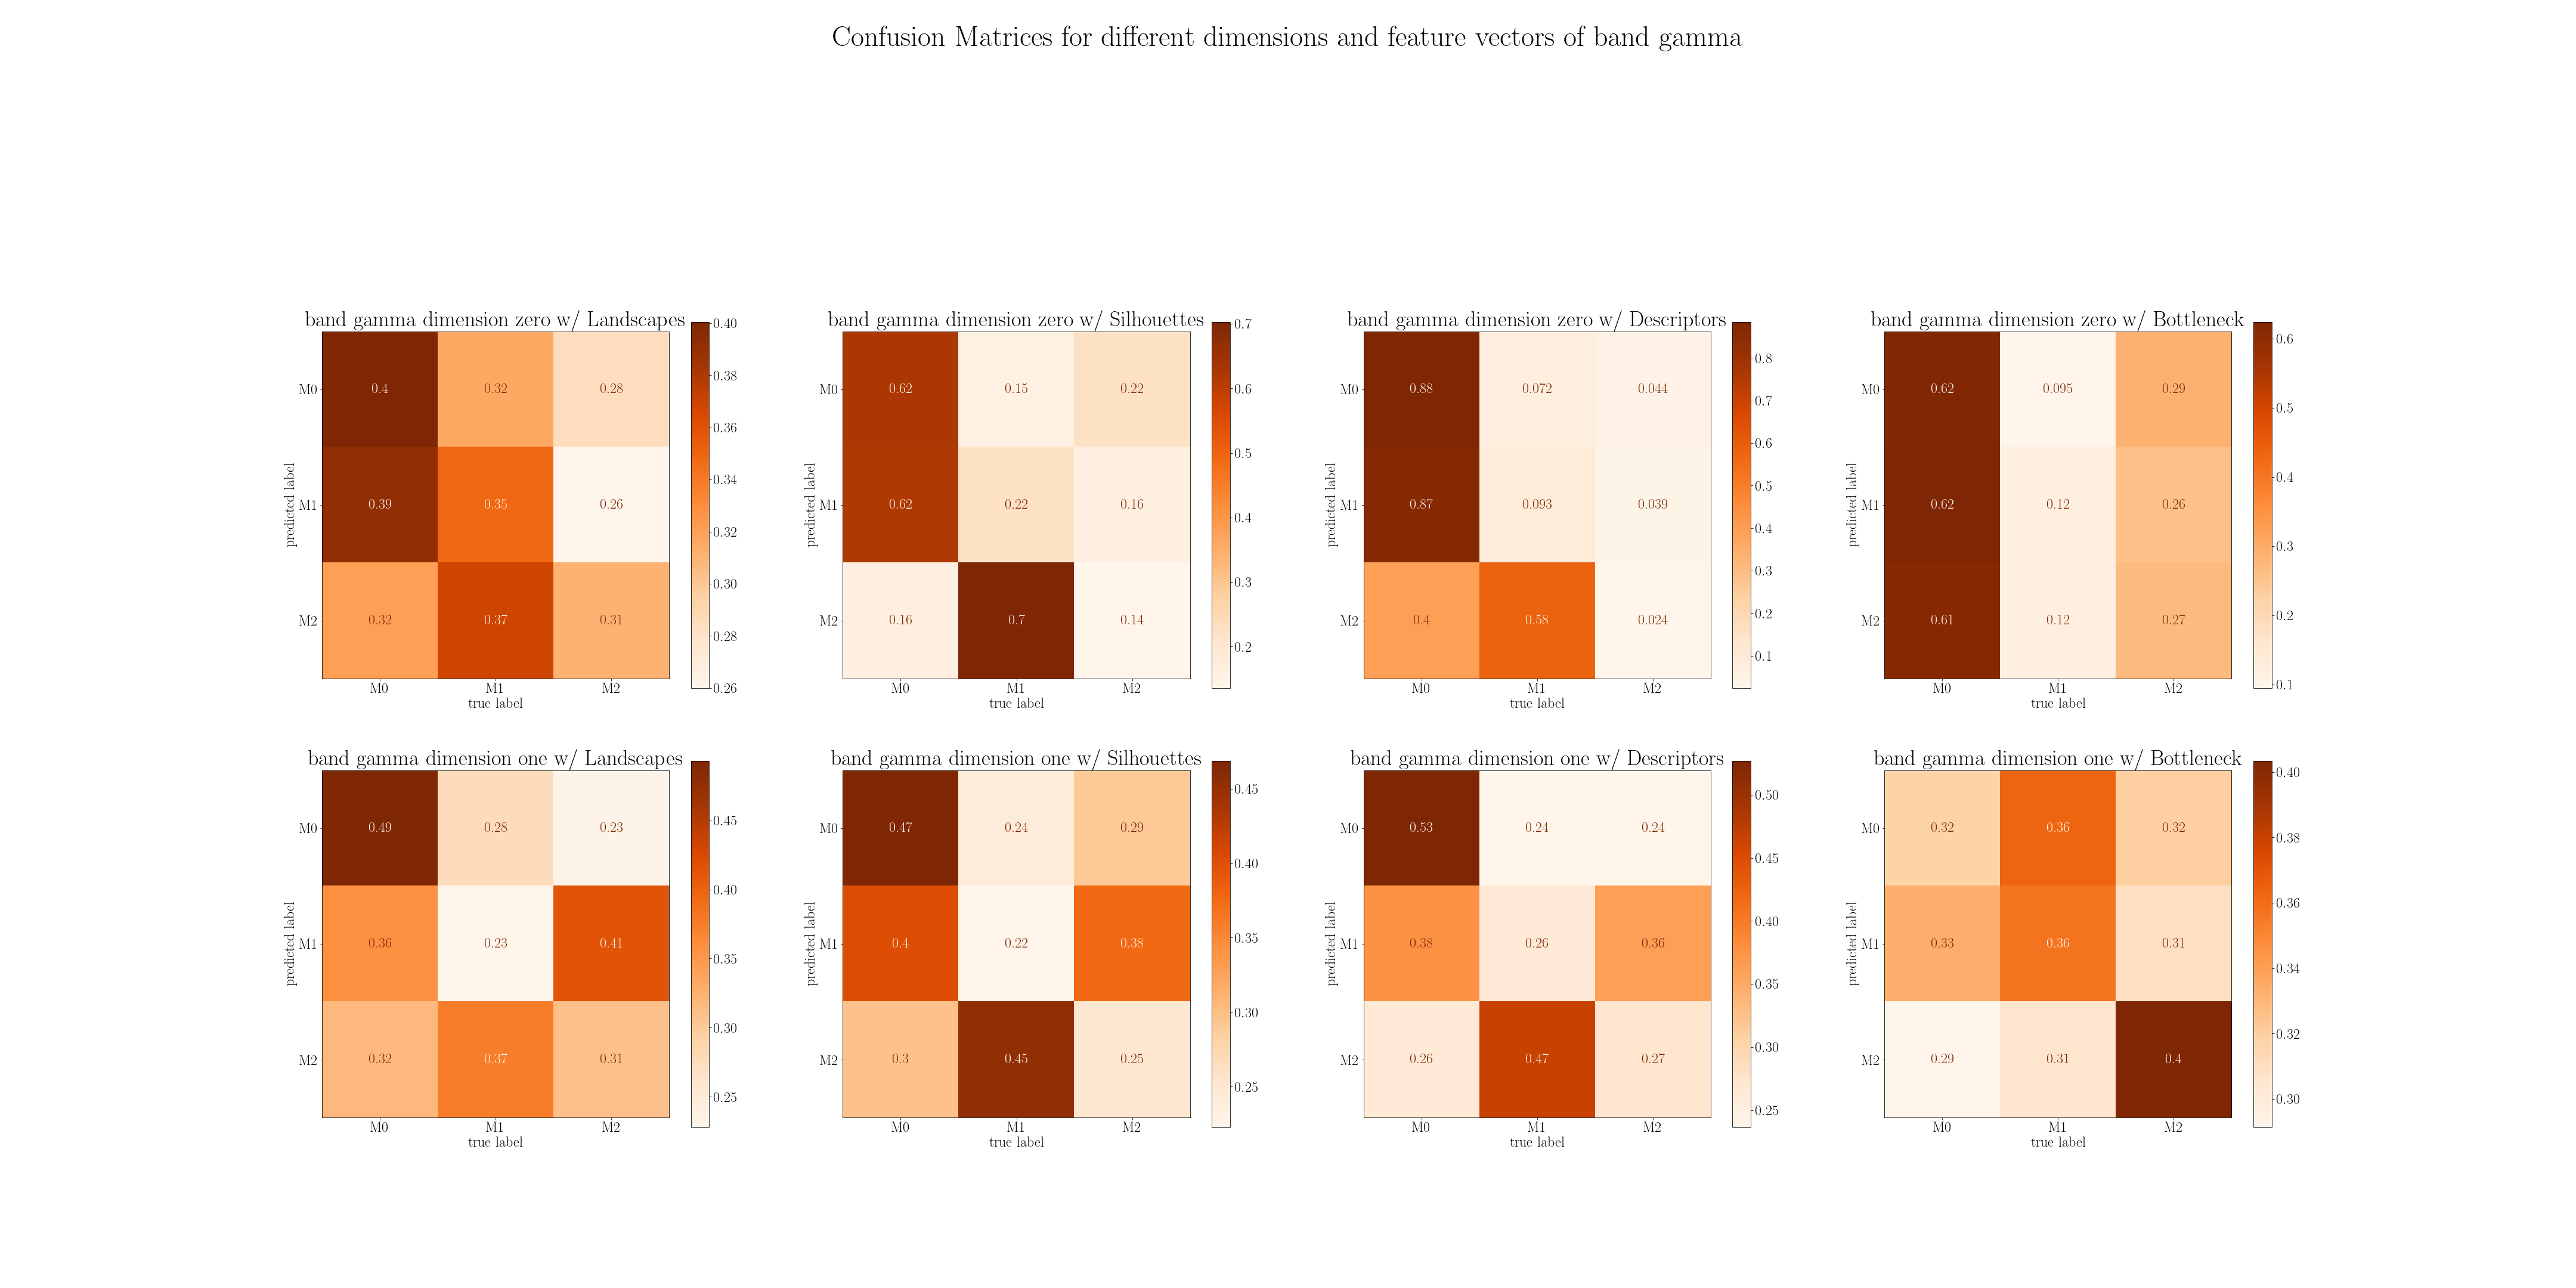 Confusion Matrices for different dimensions and feature vectors of band gamma
band gamma dimension zero w/ Landscapes
predicted label
M0 0.4 0.32 0.28
M1 0.39 0.35 0.26
M2 0.32 0.37 0.31
M0 M1 M2
true label
0.40
0.38
0.36
0.34
0.32
0.30
0.28
0.26
band gamma dimension zero w/ Silhouettes
predicted label
M0 0.62 0.15 0.22
M1 0.62 0.22 0.16
M2 0.16 0.7 0.14
M0 M1 M2
true label
0.7
0.6
0.5
0.4
0.3
0.2
band gamma dimension zero w/ Descriptors
predicted label
M0 0.88 0.072 0.044
M1 0.87 0.093 0.039
M2 0.4 0.58 0.024
M0 M1 M2
true label
0.8
0.7
0.6
0.5
0.4
0.3
0.2
0.1
band gamma dimension zero w/ Bottleneck
predicted label
M0 0.62 0.095 0.29
M1 0.62 0.12 0.26
M2 0.61 0.12 0.27
M0 M1 M2
true label
0.6
0.5
0.4
0.3
0.2
0.1
band gamma dimension one w/ Landscapes
predicted label
M0 0.49 0.28 0.23
M1 0.36 0.23 0.41
M2 0.32 0.37 0.31
M0 M1 M2
true label
0.45
0.40
0.35
0.30
0.25
band gamma dimension one w/ Silhouettes
predicted label
M0 0.47 0.24 0.29
M1 0.4 0.22 0.38
M2 0.3 0.45 0.25
M0 M1 M2
true label
0.45
0.40
0.35
0.30
0.25
band gamma dimension one w/ Descriptors
predicted label
M0 0.53 0.24 0.24
M1 0.38 0.26 0.36
M2 0.26 0.47 0.27
M0 M1 M2
true label
0.50
0.45
0.40
0.35
0.30
0.25
band gamma dimension one w/ Bottleneck
predicted label
M0 0.32 0.36 0.32
M1 0.33 0.36 0.31
M2 0.29 0.31 0.4
M0 M1 M2
true label
0.40
0.38
0.36
0.34
0.32
0.30